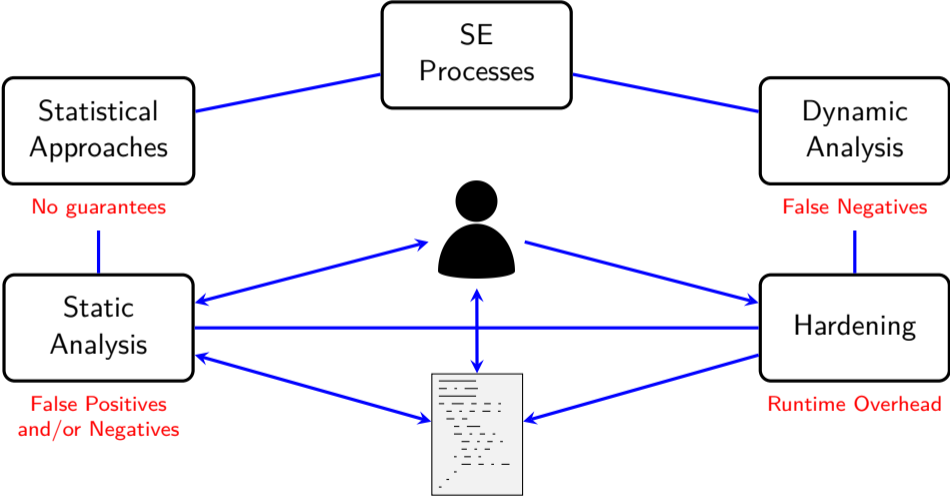 SE
Processes
Statistical
Approaches
Dynamic
Analysis
No guarantees
False Negatives
Static
Analysis
Hardening
False Positives
and/or Negatives
Runtime Overhead